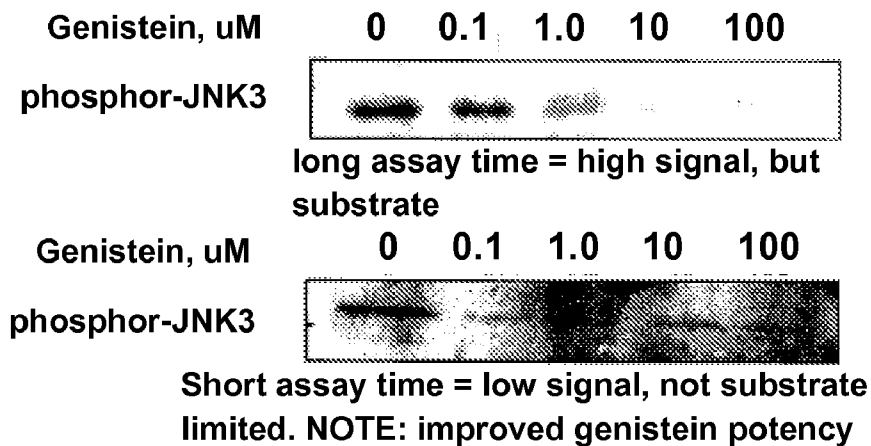 Genistein, uM 0 0.1 1.0 10 100
phosphor-JNK3
long assay time = high signal, but
substrate
Genistein, uM 0 0.1 1.0 10 100
phosphor-JNK3
Short assay time = low signal, not substrate
limited. NOTE: improved genistein potency